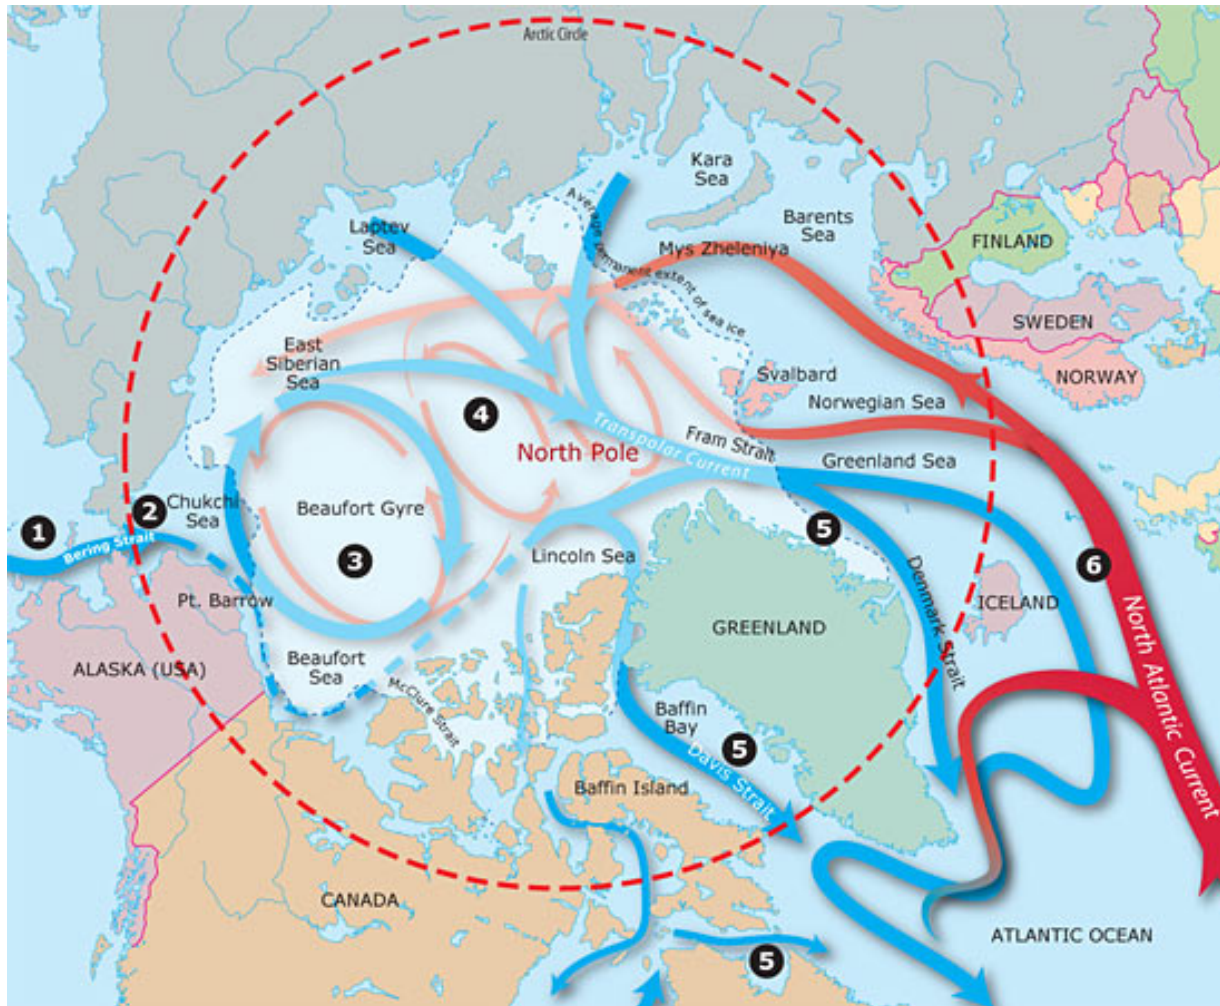 Arctic Circle
Kara
Sea
Average permanent extent of sea ice
Barents
Sea
Laptev
Sea
Mys Zheleniya
FINLAND
SWEDEN
East
Siberian
Sea
Svalbard
NORWAY
Norwegian Sea
4
Transpolar Current
Fram Strait
North Pole
Greenland Sea
Chukchi
Sea
2
1
Bering Strait
Beaufort Gyre
5
3
Lincoln Sea
6
Denmark Strait
Pt. Barrow
ICELAND
North Atlantic Current
GREENLAND
ALASKA (USA)
Beaufort
Sea
McClure Strait
Baffin
Bay
5
Davis Strait
Baffin Island
CANADA
ATLANTIC OCEAN
5